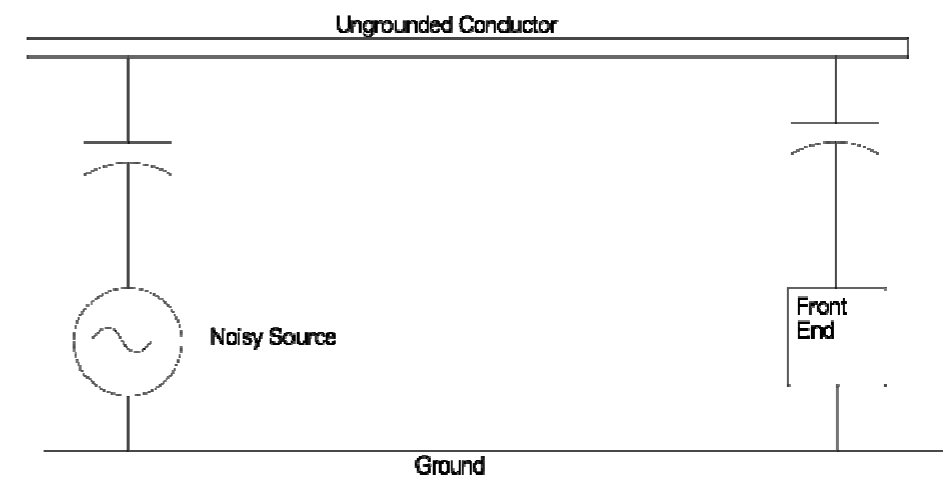 Ungrounded Conductor
Front
End
Noisy Source
Ground